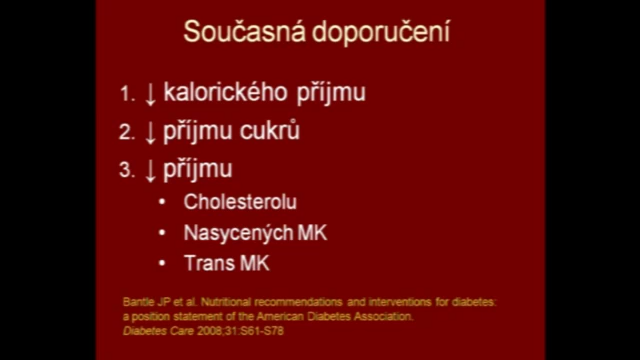 Současná doporučení
1. ↓ kalorického příjmu
2. ↓ příjmu cukrů
3. ↓ příjmu
• Cholesterolu
• Nasycených MK
• Trans MK
Bantle JP et al. Nutritional recommendations and interventions for diabetes:
a position statement of the American Diabetes Association.
Diabetes Care 2008;31:S61-S78